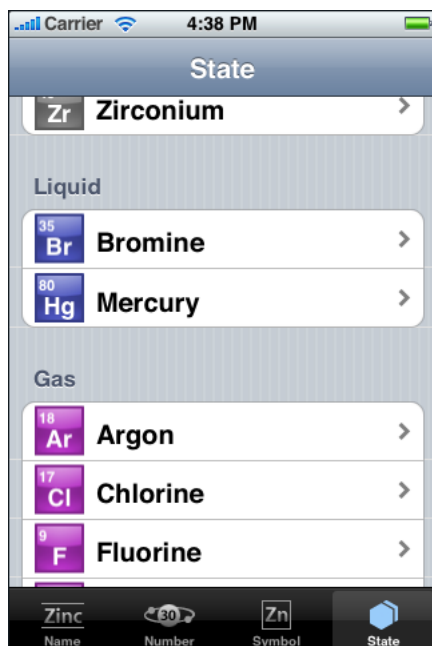 Carrier 4:38 PM
State
Zr Zirconium
Liquid
35
Br Bromine
80
Hg Mercury
Gas
18
Ar Argon
17
Cl Chlorine
9
F Fluorine
Zinc 30 Zn
Name Number Symbol State